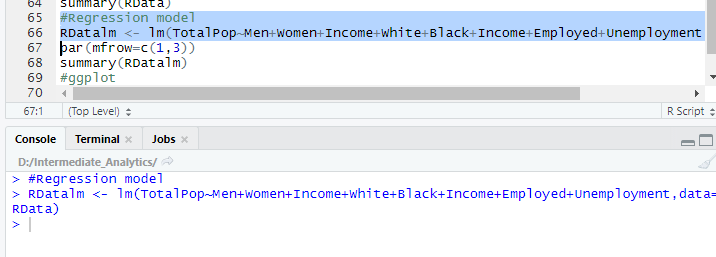 64 summary(RData)
65 #Regression model
66 RDatalm <- lm(TotalPop~Men+Women+Income+White+Black+Income+Employed+Unemployment
67 par(mfrow=c(1,3))
68 summary(RDatalm)
69 #ggplot
70
67:1 (Top Level) R Script
Console Terminal Jobs
D:/Intermediate_Analytics/
> #Regression model
> RDatalm <- lm(TotalPop~Men+Women+Income+White+Black+Income+Employed+Unemployment,data=
RData)
>